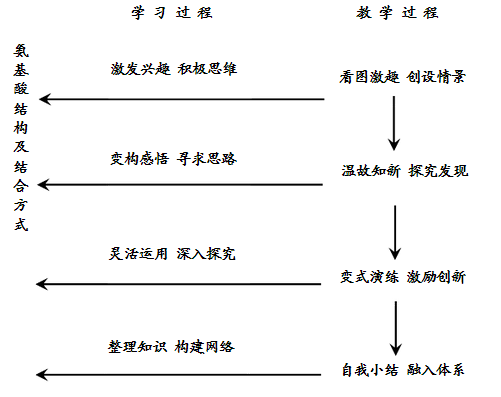 学 习 过 程
教 学 过 程
氨基酸结构及结合方式
激发兴趣 积极思维
看图激趣 创设情景
变构感悟 寻求思路
温故知新 探究发现
灵活运用 深入探究
变式演练 激励创新
整理知识 构建网络
自我小结 融入体系